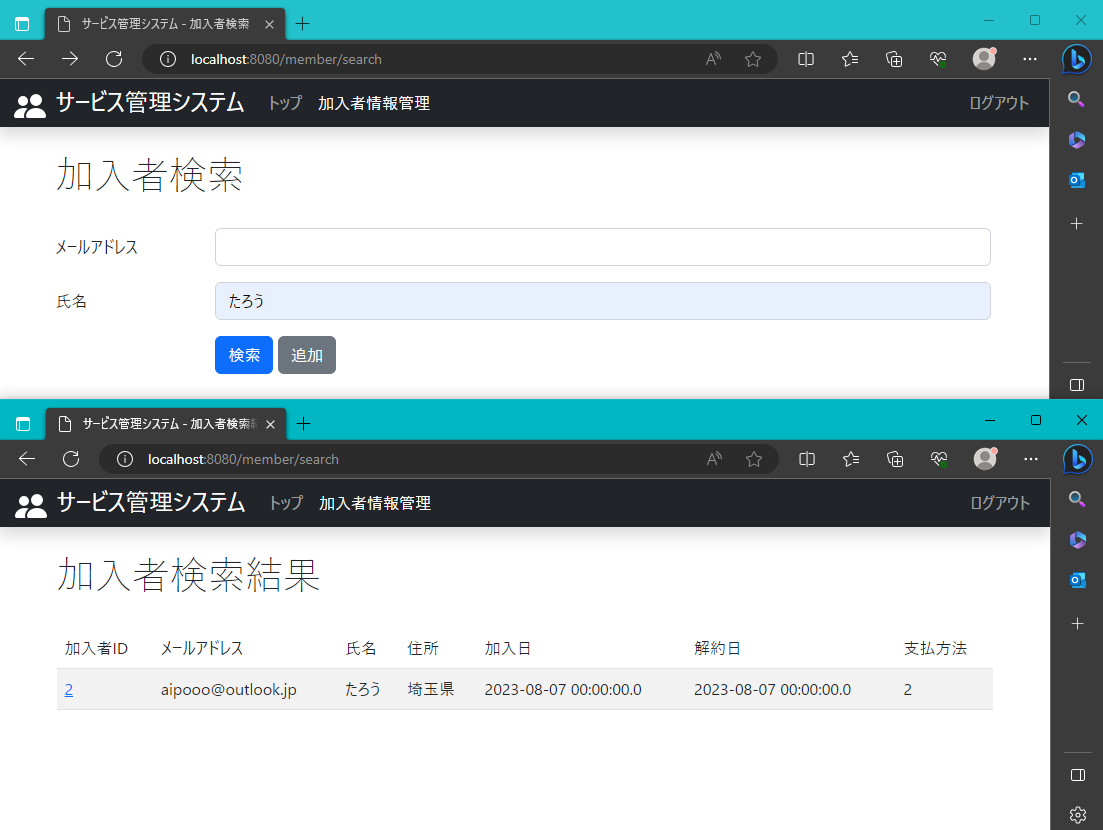 サービス管理システム - 加入者検索
localhost:8080/member/search
サービス管理システム トップ 加入者情報管理 ログアウト
加入者検索
メールアドレス
氏名 たろう
検索 追加
サービス管理システム - 加入者検索結
localhost:8080/member/search
サービス管理システム トップ 加入者情報管理 ログアウト
加入者検索結果
加入者ID メールアドレス 氏名 住所 加入日 解約日 支払方法
2 aipooo@outlook.jp たろう 埼玉県 2023-08-07 00:00:00.0 2023-08-07 00:00:00.0 2